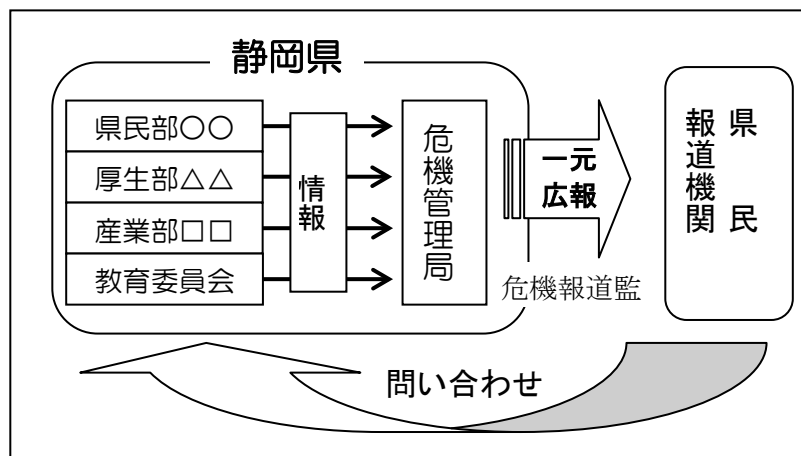 静岡県
県民部○○
厚生部△△
産業部□□
教育委員会
情報
危機管理局
一元
広報
危機報道監
県民
報道機関
問い合わせ